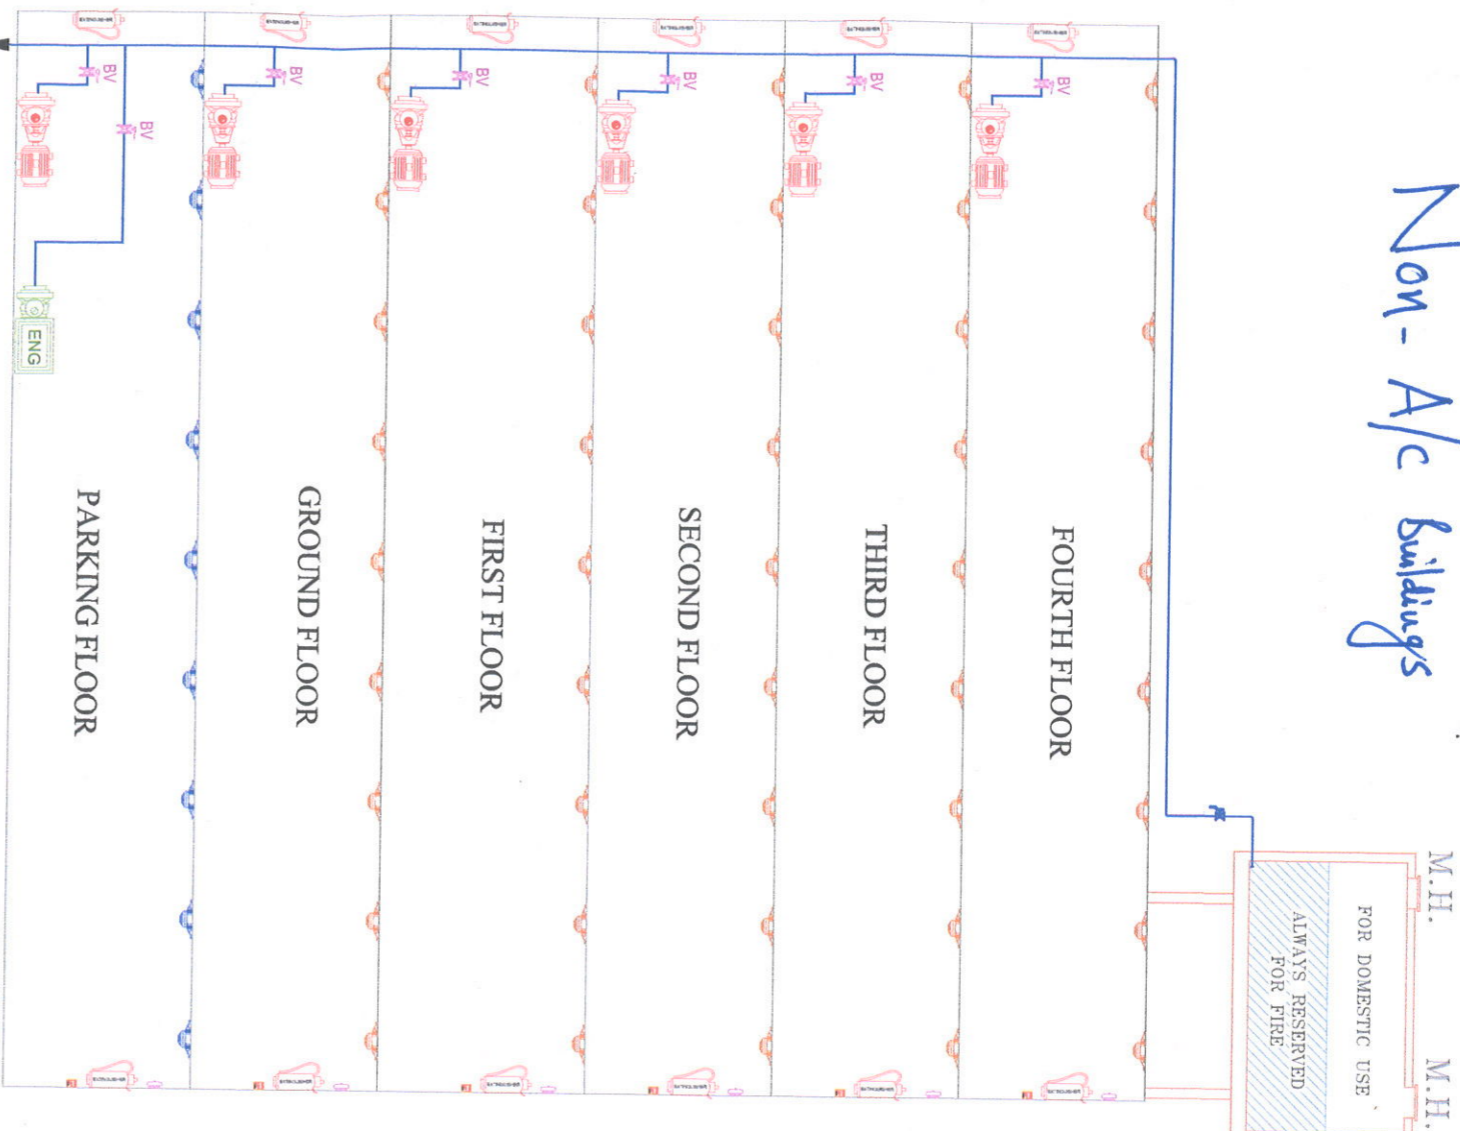 Non-A/c Buildings
M.H.
M.H.
FOR DOMESTIC USE
ALWAYS RESERVED
FOR FIRE
FOURTH FLOOR
BV
THIRD FLOOR
BV
SECOND FLOOR
BV
FIRST FLOOR
BV
GROUND FLOOR
BV
PARKING FLOOR
BV
BV
ENG